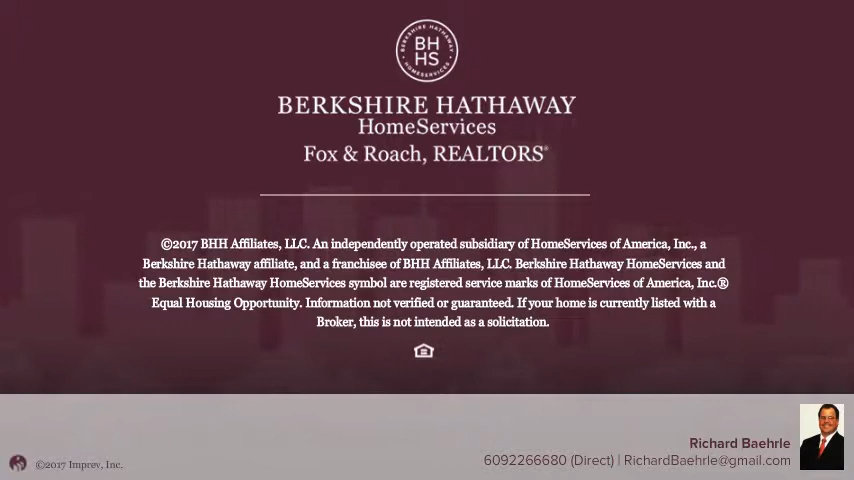 BERKSHIRE HATHAWAY
HOMESERVICES
BH
HS
BERKSHIRE HATHAWAY
HomeServices
Fox & Roach, REALTORS®
©2017 BHH Affiliates, LLC. An independently operated subsidiary of HomeServices of America, Inc., a
Berkshire Hathaway affiliate, and a franchisee of BHH Affiliates, LLC. Berkshire Hathaway HomeServices and
the Berkshire Hathaway HomeServices symbol are registered service marks of HomeServices of America, Inc.®
Equal Housing Opportunity. Information not verified or guaranteed. If your home is currently listed with a
Broker, this is not intended as a solicitation.
Richard Baehrle
6092266680 (Direct) | RichardBaehrle@gmail.com
©2017 Imprev, Inc.